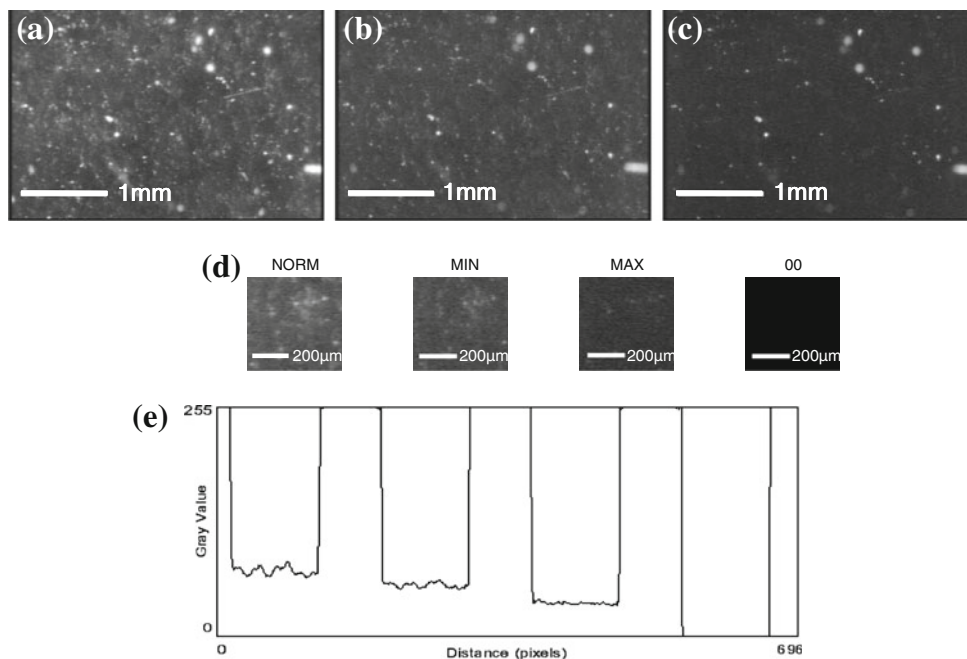 (a) (b) (c)
1mm 1mm 1mm
(d) NORM MIN MAX 00
200µm 200µm 200µm 200µm
(e) 255
Gray Value
0
0 696
Distance (pixels)